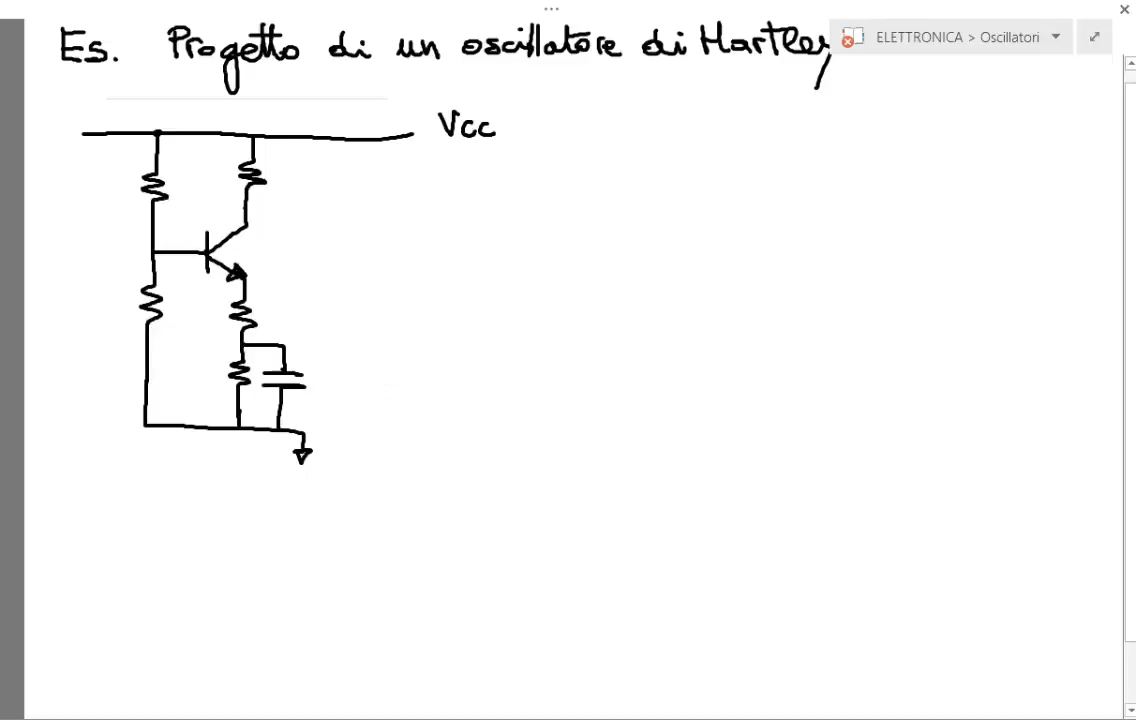 Es. Progetto di un oscillatore di Hartley
ELETTRONICA > Oscillatori
Vcc